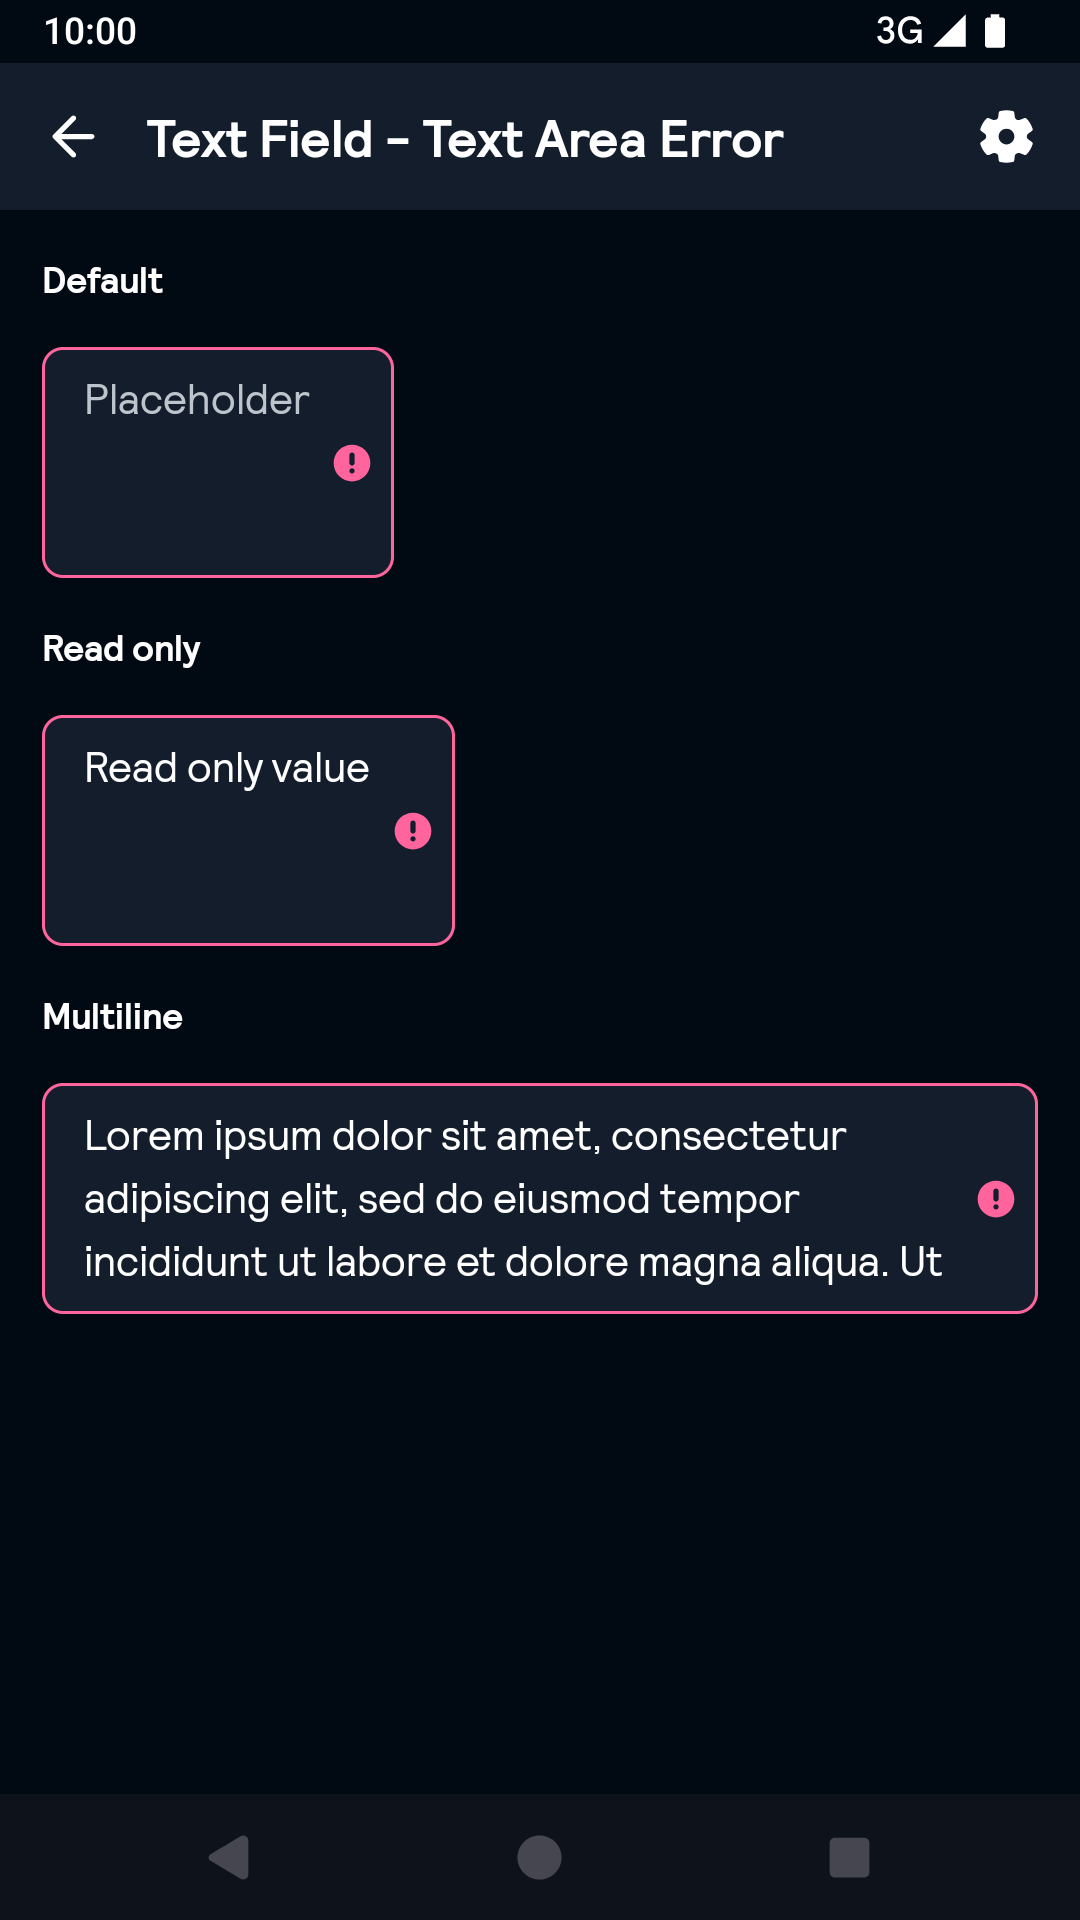 10:00
3G
Text Field - Text Area Error
Default
Placeholder
Read only
Read only value
Multiline
Lorem ipsum dolor sit amet, consectetur
adipiscing elit, sed do eiusmod tempor
incididunt ut labore et dolore magna aliqua. Ut